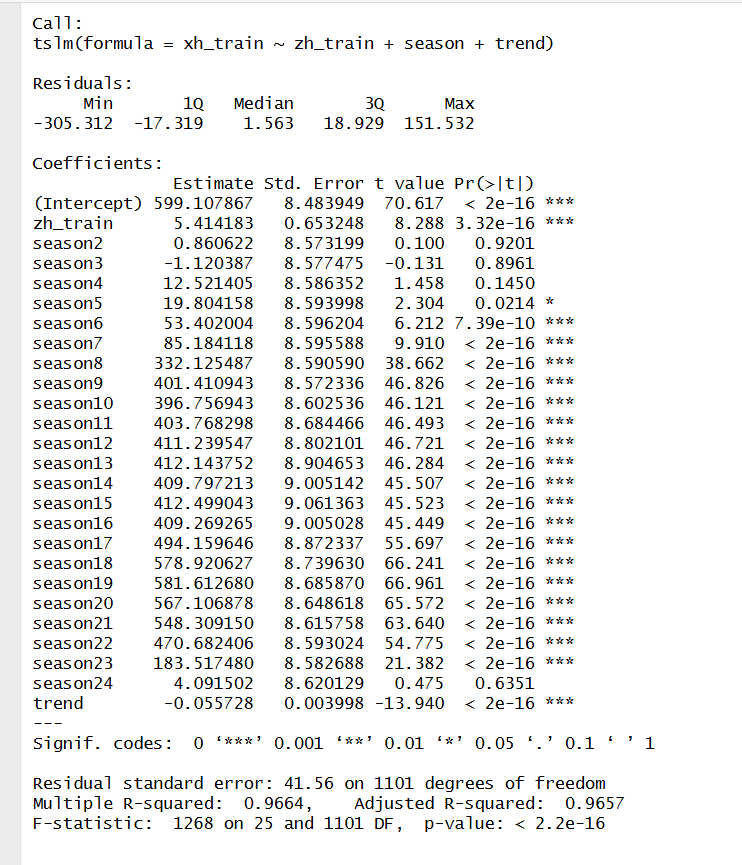 Call:
tslm(formula = xh_train ~ zh_train + season + trend)
Residuals:
     Min       1Q   Median       3Q      Max
-305.312  -17.319    1.563   18.929  151.532
Coefficients:
              Estimate Std. Error t value Pr(>|t|)
(Intercept) 599.107867   8.483949  70.617  < 2e-16 ***
zh_train      5.414183   0.653248   8.288 3.32e-16 ***
season2       0.860622   8.573199   0.100   0.9201
season3      -1.120387   8.577475  -0.131   0.8961
season4      12.521405   8.586352   1.458   0.1450
season5      19.804158   8.593998   2.304   0.0214 *
season6      53.402004   8.596204   6.212 7.39e-10 ***
season7      85.184118   8.595588   9.910  < 2e-16 ***
season8     332.125487   8.590590  38.662  < 2e-16 ***
season9     401.410943   8.572336  46.826  < 2e-16 ***
season10    396.756943   8.602536  46.121  < 2e-16 ***
season11    403.768298   8.684466  46.493  < 2e-16 ***
season12    411.239547   8.802101  46.721  < 2e-16 ***
season13    412.143752   8.904653  46.284  < 2e-16 ***
season14    409.797213   9.005142  45.507  < 2e-16 ***
season15    412.499043   9.061363  45.523  < 2e-16 ***
season16    409.269265   9.005028  45.449  < 2e-16 ***
season17    494.159646   8.872337  55.697  < 2e-16 ***
season18    578.920627   8.739630  66.241  < 2e-16 ***
season19    581.612680   8.685870  66.961  < 2e-16 ***
season20    567.106878   8.648618  65.572  < 2e-16 ***
season21    548.309150   8.615758  63.640  < 2e-16 ***
season22    470.682406   8.593024  54.775  < 2e-16 ***
season23    183.517480   8.582688  21.382  < 2e-16 ***
season24      4.091502   8.620129   0.475   0.6351
trend        -0.055728   0.003998 -13.940  < 2e-16 ***
---
Signif. codes:  0 ‘***’ 0.001 ‘**’ 0.01 ‘*’ 0.05 ‘.’ 0.1 ‘ ’ 1
Residual standard error: 41.56 on 1101 degrees of freedom
Multiple R-squared:  0.9664,    Adjusted R-squared:  0.9657
F-statistic:  1268 on 25 and 1101 DF,  p-value: < 2.2e-16